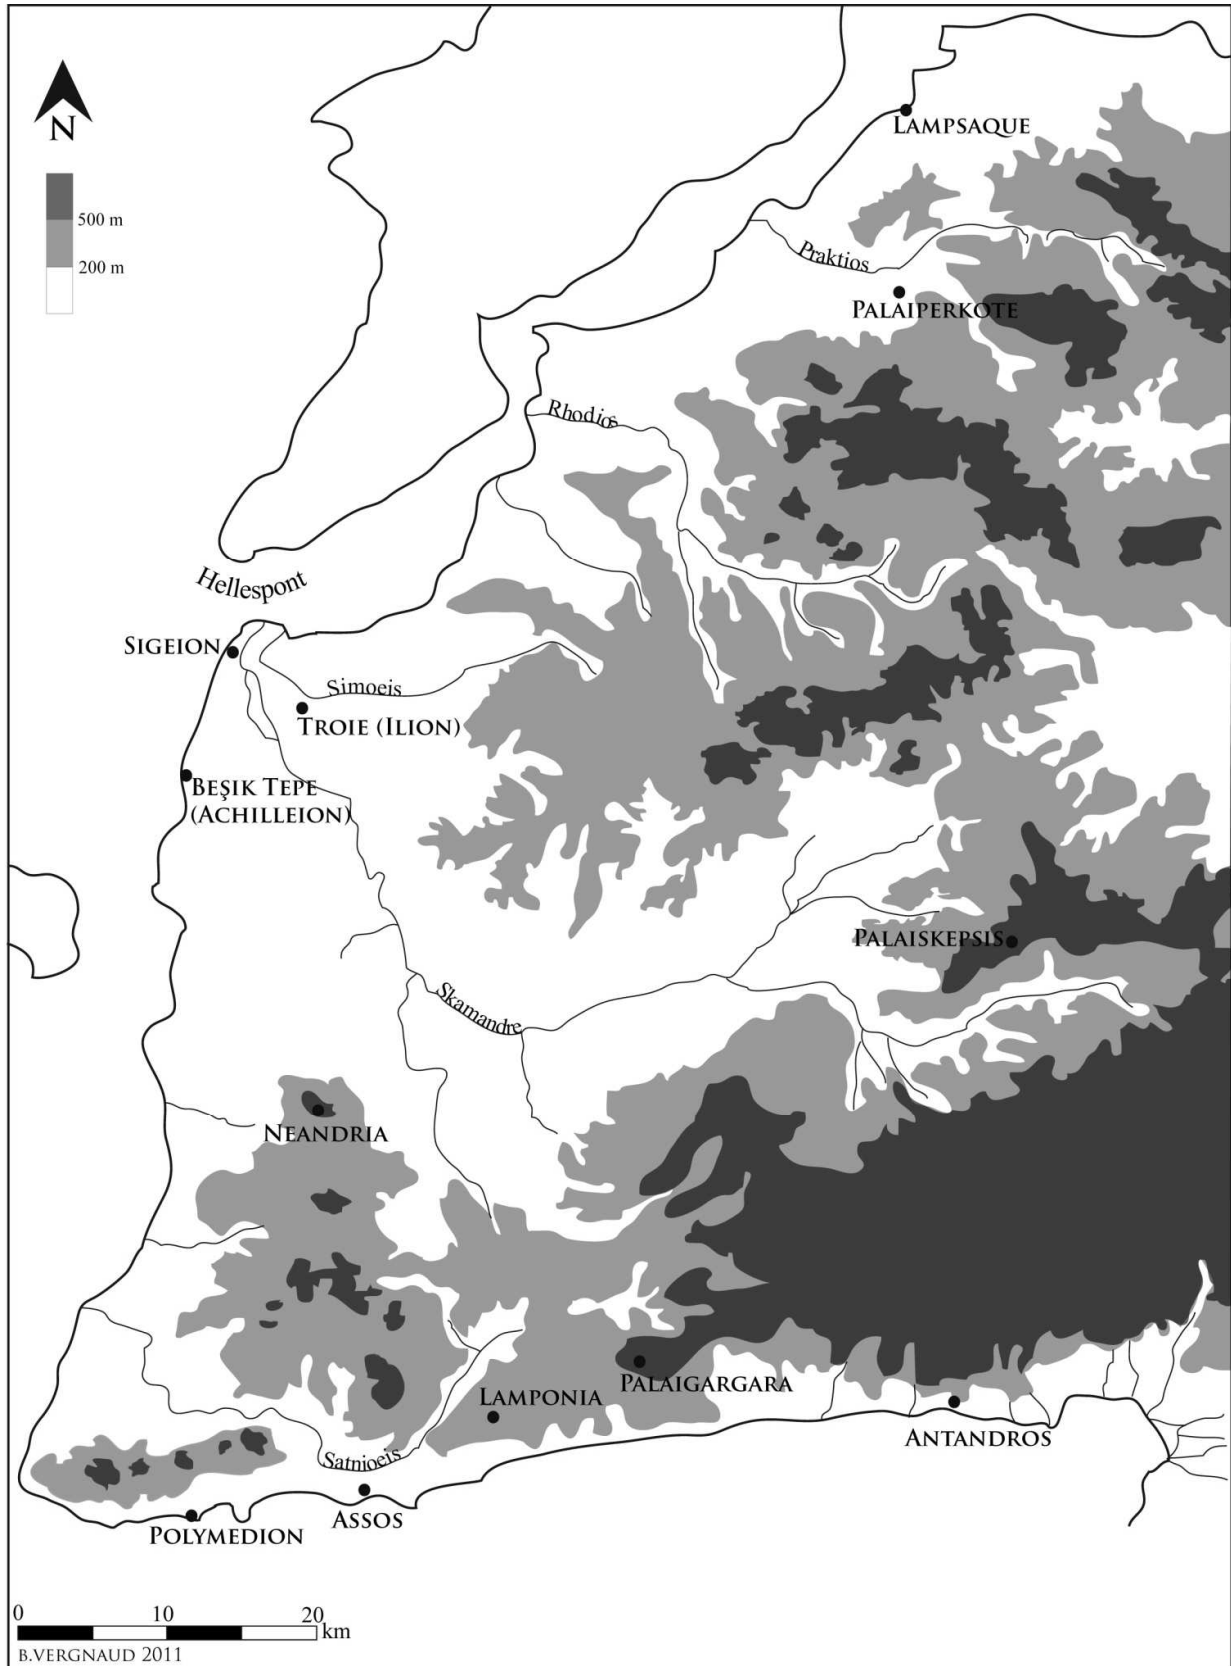 LAMPSAQUE
N
500 m
200 m
Praktios
PALAIPERKOTE
Rhodios
Hellespont
SIGEION
Simoeis
TROIE (ILION)
BEŞIK TEPE
(ACHILLEION)
PALAISKEPSIS
Skamandre
NEANDRIA
PALAIGARGARA
LAMPONIA
ANTANDROS
Satnioeis
ASSOS
POLYMEDION
0 10 20
km
B.VERGNAUD 2011